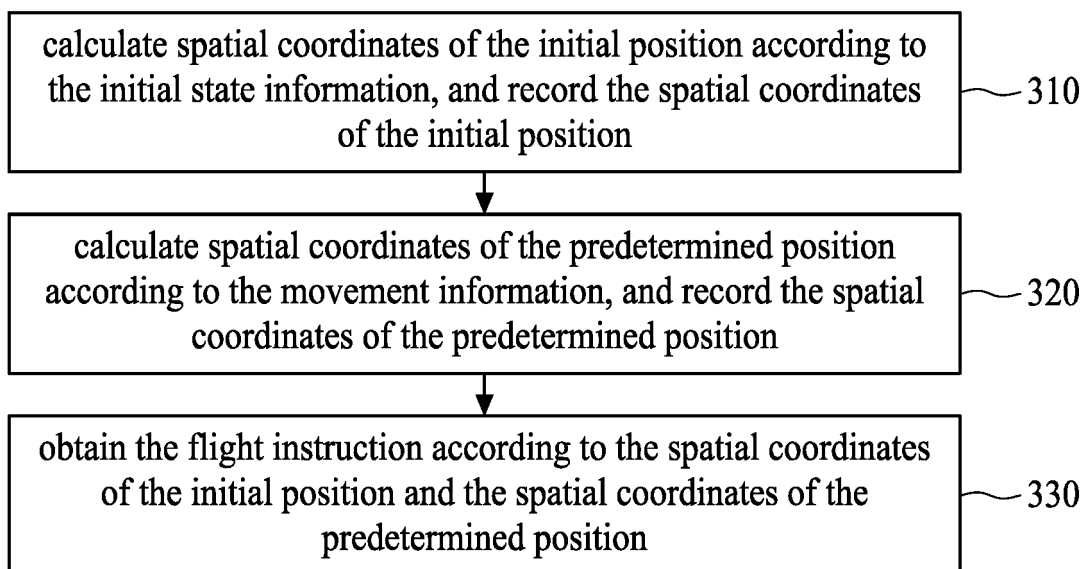 calculate spatial coordinates of the initial position according to
the initial state information, and record the spatial coordinates
of the initial position
310
calculate spatial coordinates of the predetermined position
according to the movement information, and record the spatial
coordinates of the predetermined position
320
obtain the flight instruction according to the spatial coordinates
of the initial position and the spatial coordinates of the
predetermined position
330